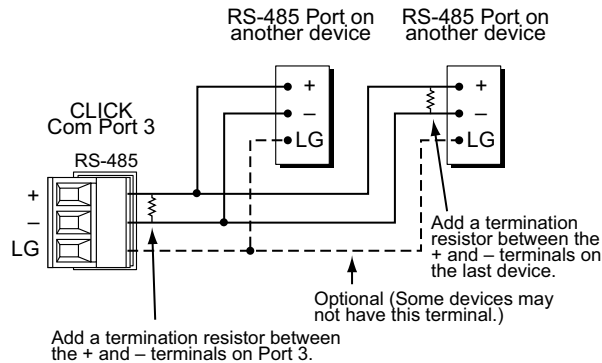 RS-485 Port on
another device
RS-485 Port on
another device
+
–
LG
+
–
LG
CLICK
Com Port 3
RS-485
+
–
LG
Add a termination
resistor between the
+ and – terminals on
the last device.
Optional (Some devices may
not have this terminal.)
Add a termination resistor between
the + and – terminals on Port 3.